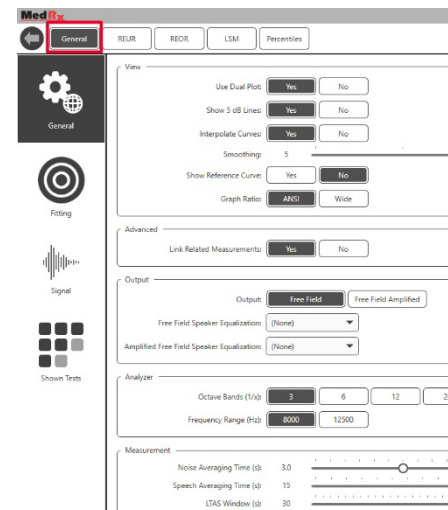 MedRx
General REUR REOR LSM Percentiles
View
Use Dual Plot: Yes No
Show 5 dB Lines: Yes No
Interpolate Curves: Yes No
Smoothing: 5
Show Reference Curve: Yes No
Graph Ratio: ANSI Wide
General
Fitting
Signal
Shown Tests
Advanced
Link Related Measurements: Yes No
Output
Output: Free Field Free Field Amplified
Free Field Speaker Equalization: (None)
Amplified Free Field Speaker Equalization: (None)
Analyzer
Octave Bands (1/x): 3 6 12
Frequency Range (Hz): 8000 12500
Measurement
Noise Averaging Time (s): 3.0
Speech Averaging Time (s): 15
LTAS Window (s): 30